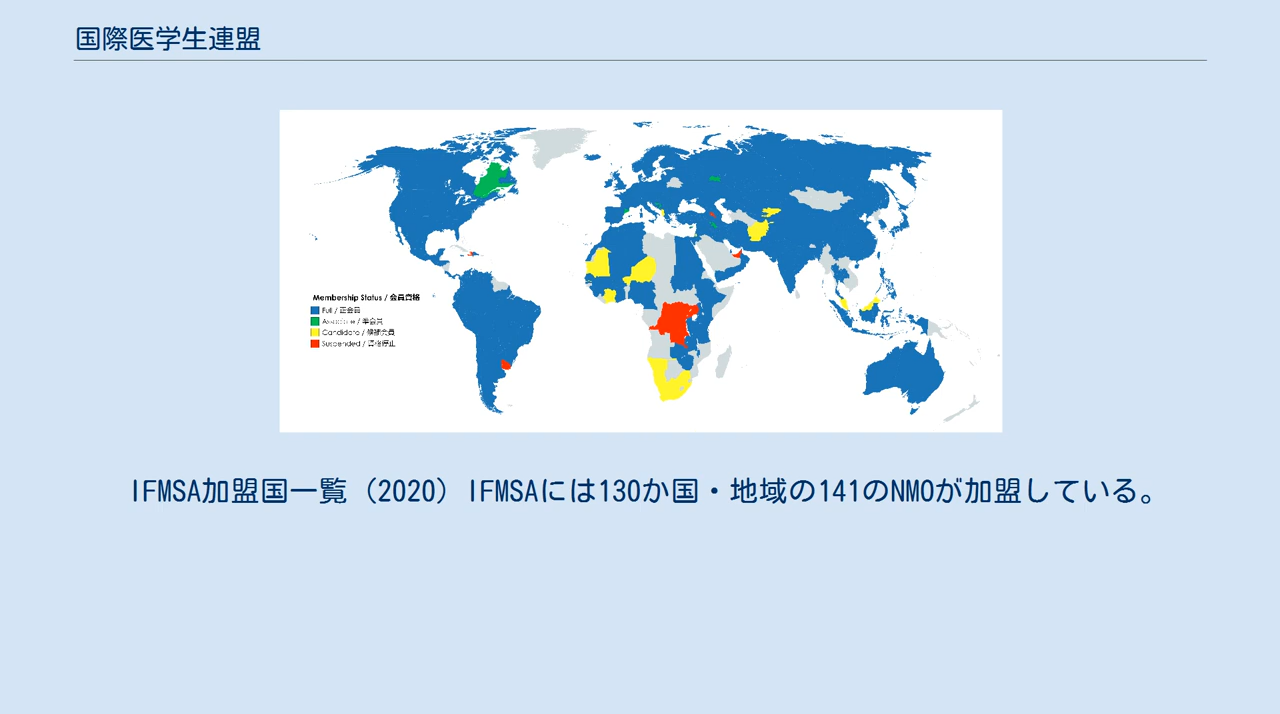 国際医学生連盟
Membership Status / 会員資格
Full / 正会員
Associate / 準会員
Candidate / 候補会員
Suspended / 資格停止
IFMSA加盟国一覧（2020）IFMSAには130か国・地域の141のNMOが加盟している。